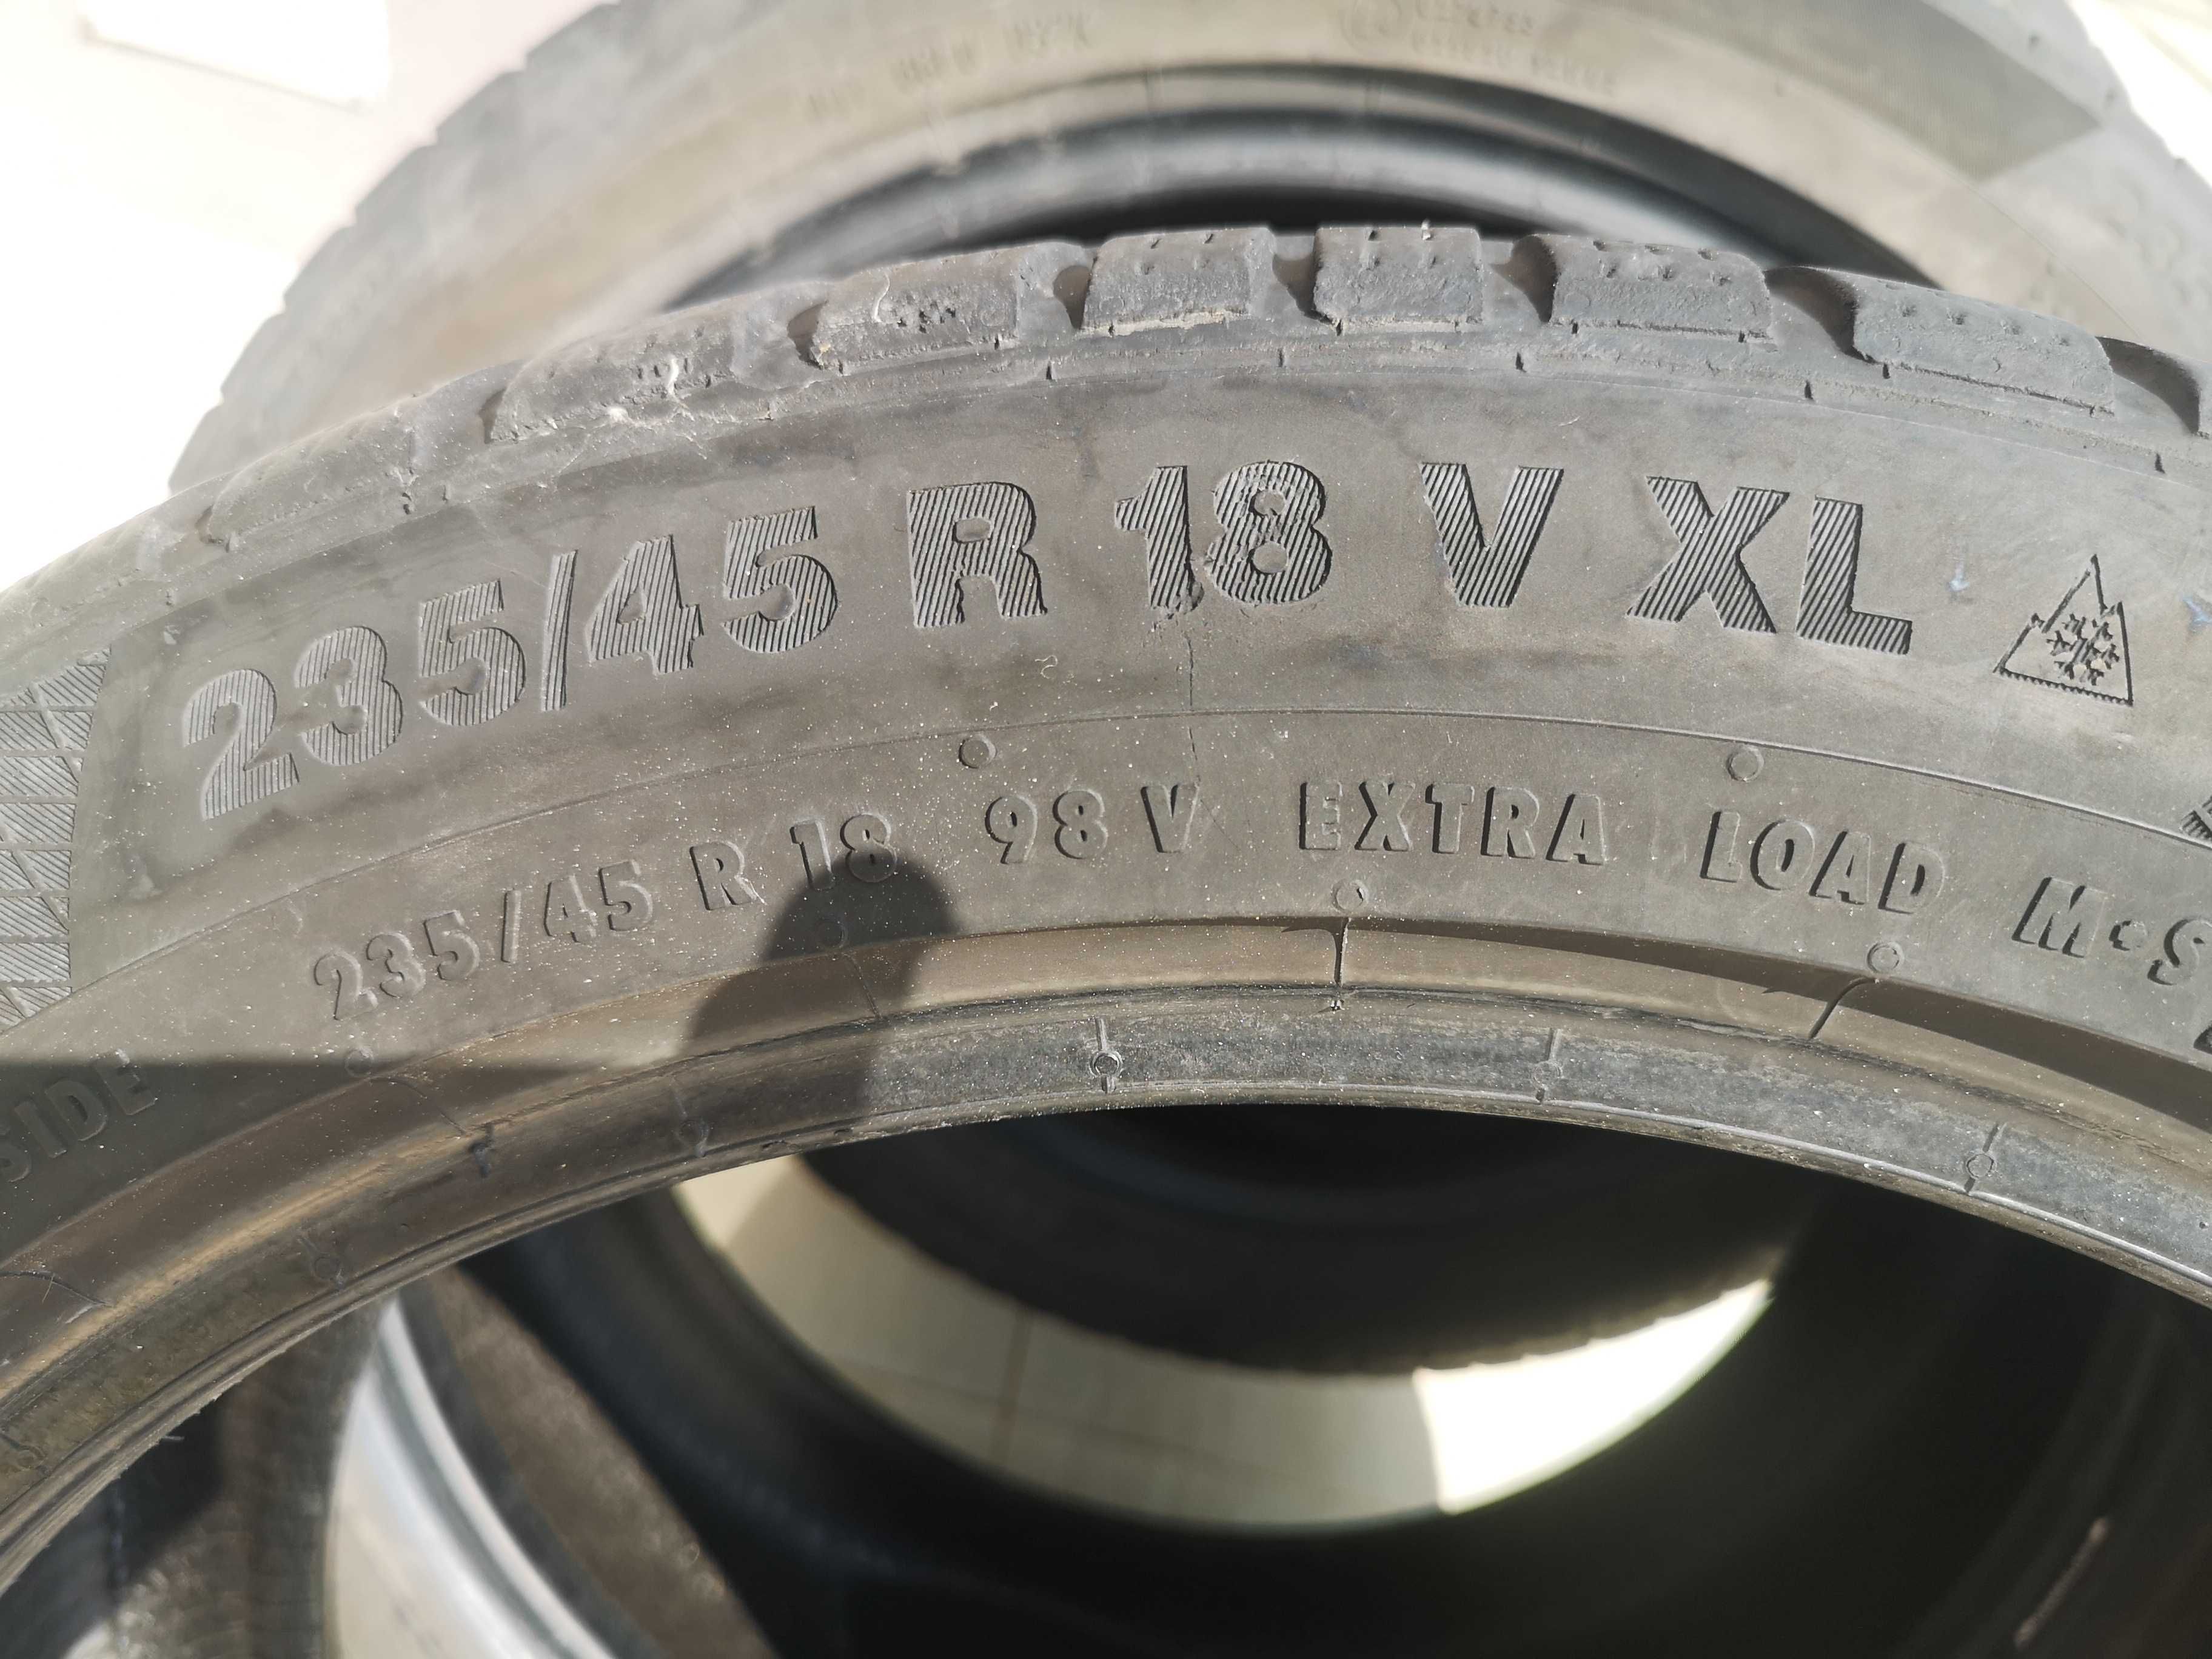 235/45 R 18 V XL
235/45 R 18 98 V EXTRA LOAD M·S
SIDE